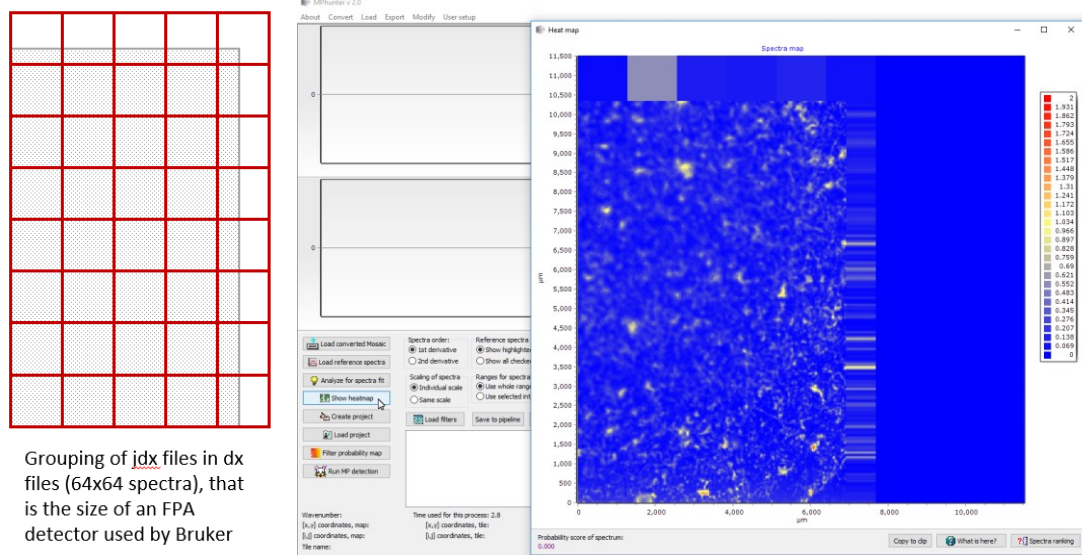 MPhunter v 2.0
About Convert Load Export Modify User setup
0
0
Load converted Mosaic
Load reference spectra
Analyze for spectra fit
Show heatmap
Create project
Load project
Filter probability map
Run MP detection
Spectra order:
1st derivative
2nd derivative
Reference spectra
Show highlighte
Show all checke
Scaling of spectra
Individual scale
Same scale
Ranges for spectra
Use whole rang
Use selected int
Load filters
Save to pipeline
Wavenumber:
[x,y] coordinates, map:
[i,j] coordinates, map:
Tile name:
Time used for this process: 2.8
[x,y] coordinates, tile:
[i,j] coordinates, tile:
Heat map
Spectra map
11,500
11,000
10,500
10,000
9,500
9,000
8,500
8,000
7,500
7,000
6,500
6,000
5,500
5,000
4,500
4,000
3,500
3,000
2,500
2,000
1,500
1,000
500
0
µm
0
2,000
4,000
6,000
8,000
10,000
µm
2
1.931
1.862
1.793
1.724
1.655
1.586
1.517
1.448
1.379
1.31
1.241
1.172
1.103
1.034
0.966
0.897
0.828
0.759
0.69
0.621
0.552
0.483
0.414
0.345
0.276
0.207
0.138
0.069
0
Probability score of spectrum:
0.000
Copy to clip
What is here?
Spectra ranking
Grouping of jdx files in dx
files (64x64 spectra), that
is the size of an FPA
detector used by Bruker